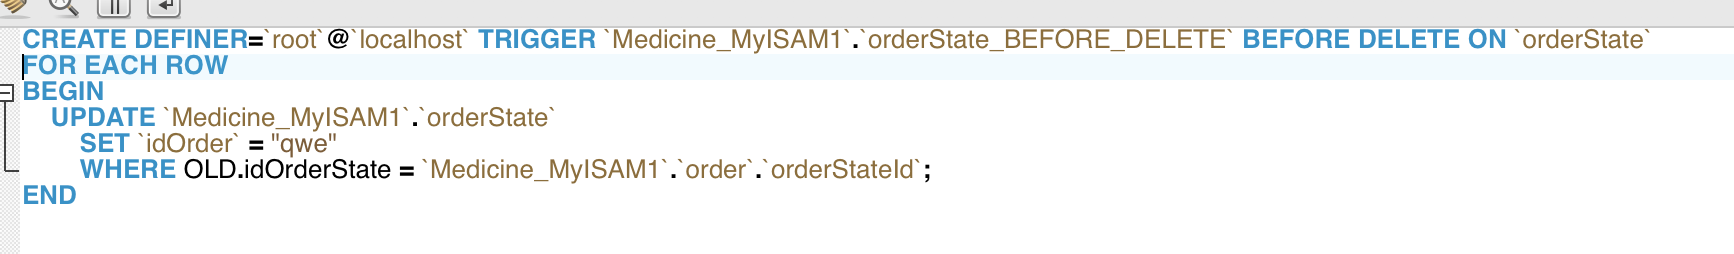 CREATE DEFINER=`root`@`localhost` TRIGGER `Medicine_MyISAM1`.`orderState_BEFORE_DELETE` BEFORE DELETE ON `orderState`
FOR EACH ROW
BEGIN
UPDATE `Medicine_MyISAM1`.`orderState`
SET `idOrder` = "qwe"
WHERE OLD.idOrderState = `Medicine_MyISAM1`.`order`.`orderStateId`;
END